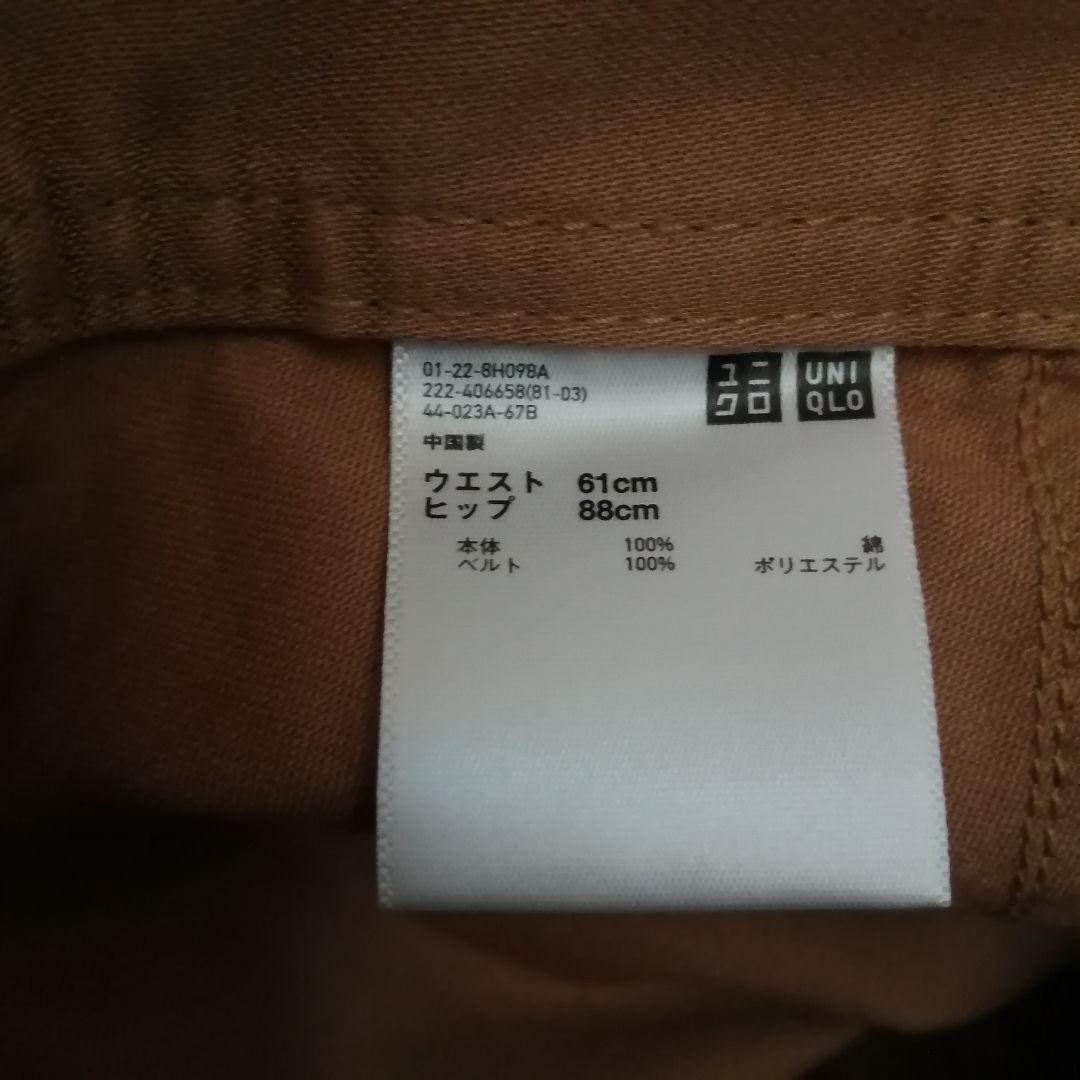 01-22-8H098A
222-406658(81-03)
44-023A-67B
ユニ
クロ
UNI
QLO
中国製
ウエスト 61cm
ヒップ 88cm
本体 100% 綿
ベルト 100% ポリエステル